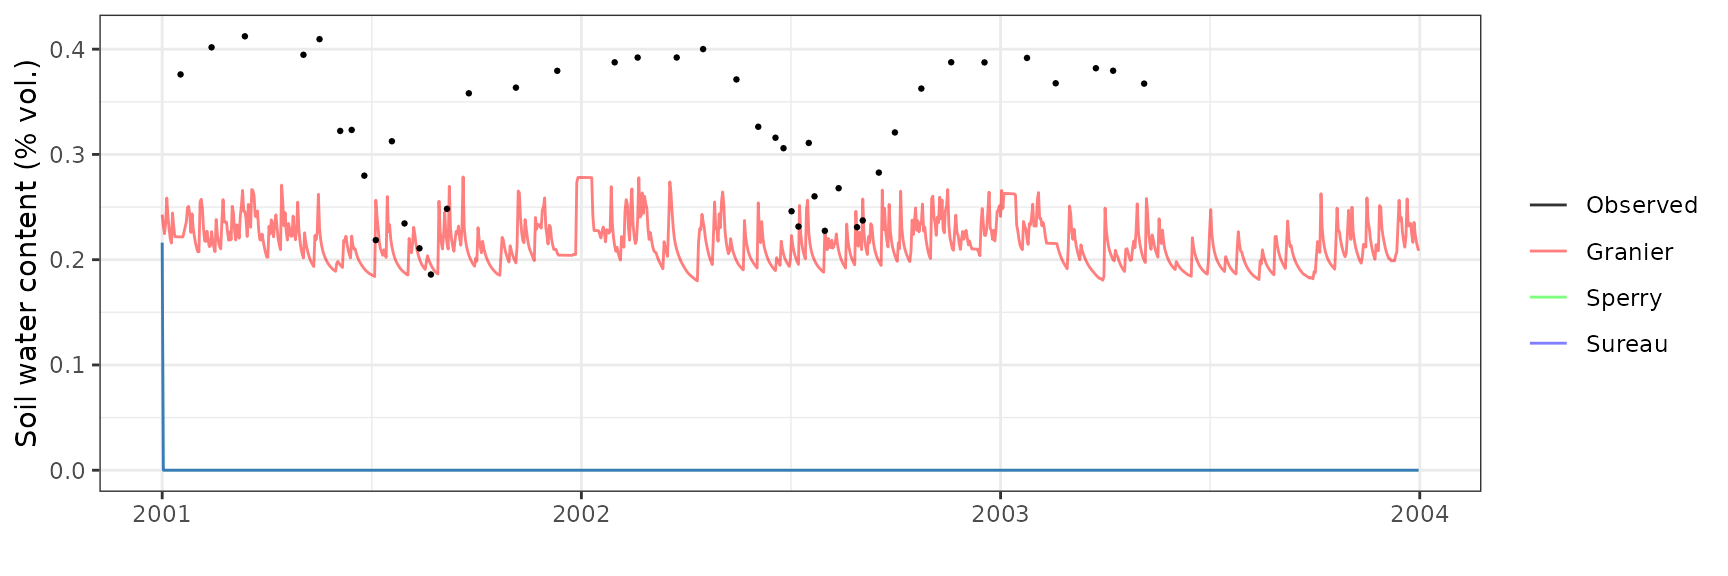 Soil water content (% vol.)
0.4
0.3
0.2
0.1
0.0
2001 2002 2003 2004
Observed
Granier
Sperry
Sureau